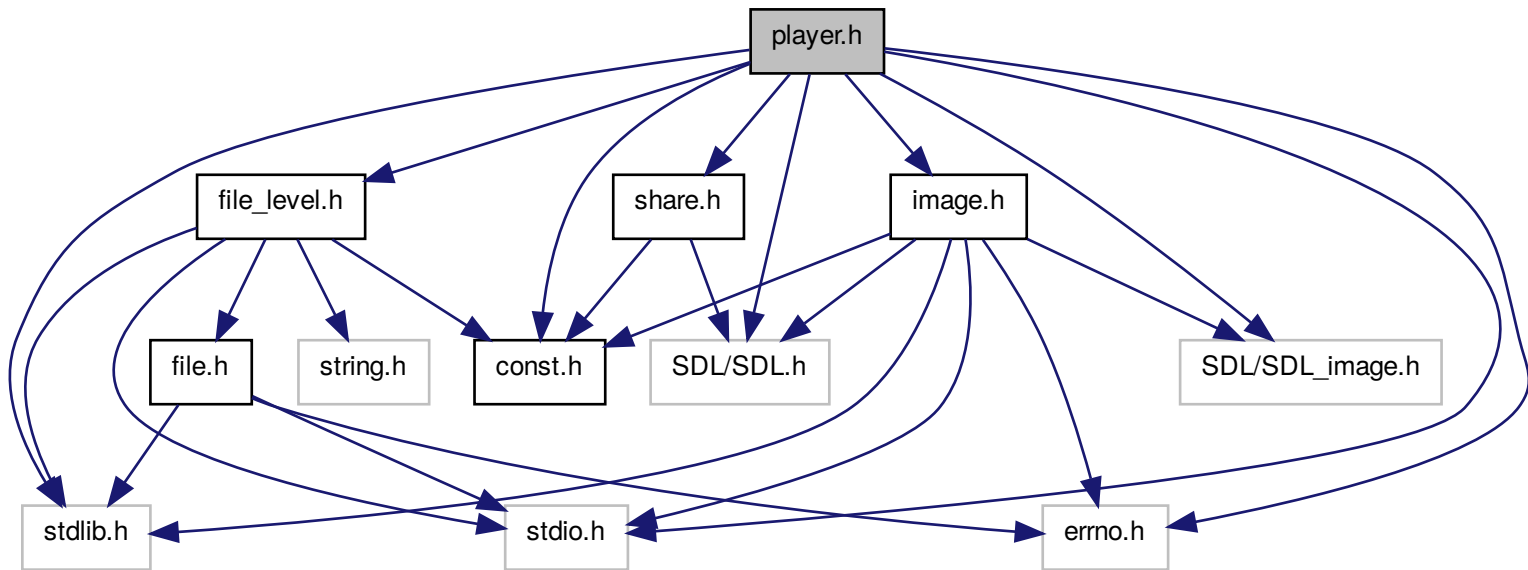 player.h
file_level.h
share.h
image.h
file.h
string.h
const.h
SDL/SDL.h
SDL/SDL_image.h
stdlib.h
stdio.h
errno.h